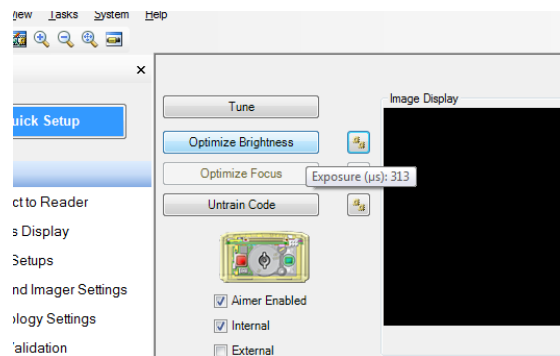 View Tasks System Help
×
Quick Setup
Tune
Image Display
Optimize Brightness
Optimize Focus
Exposure (µs): 313
ct to Reader
Untrain Code
s Display
Setups
nd Imager Settings
Aimer Enabled
ology Settings
Internal
alidation
External